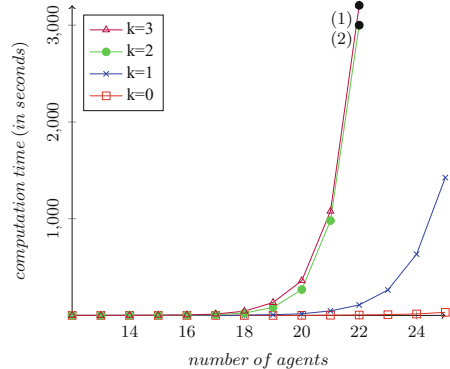 3,000
2,000
1,000
computation time (in seconds)
k=3
k=2
k=1
k=0
(1)
(2)
14
16
18
20
22
24
number of agents